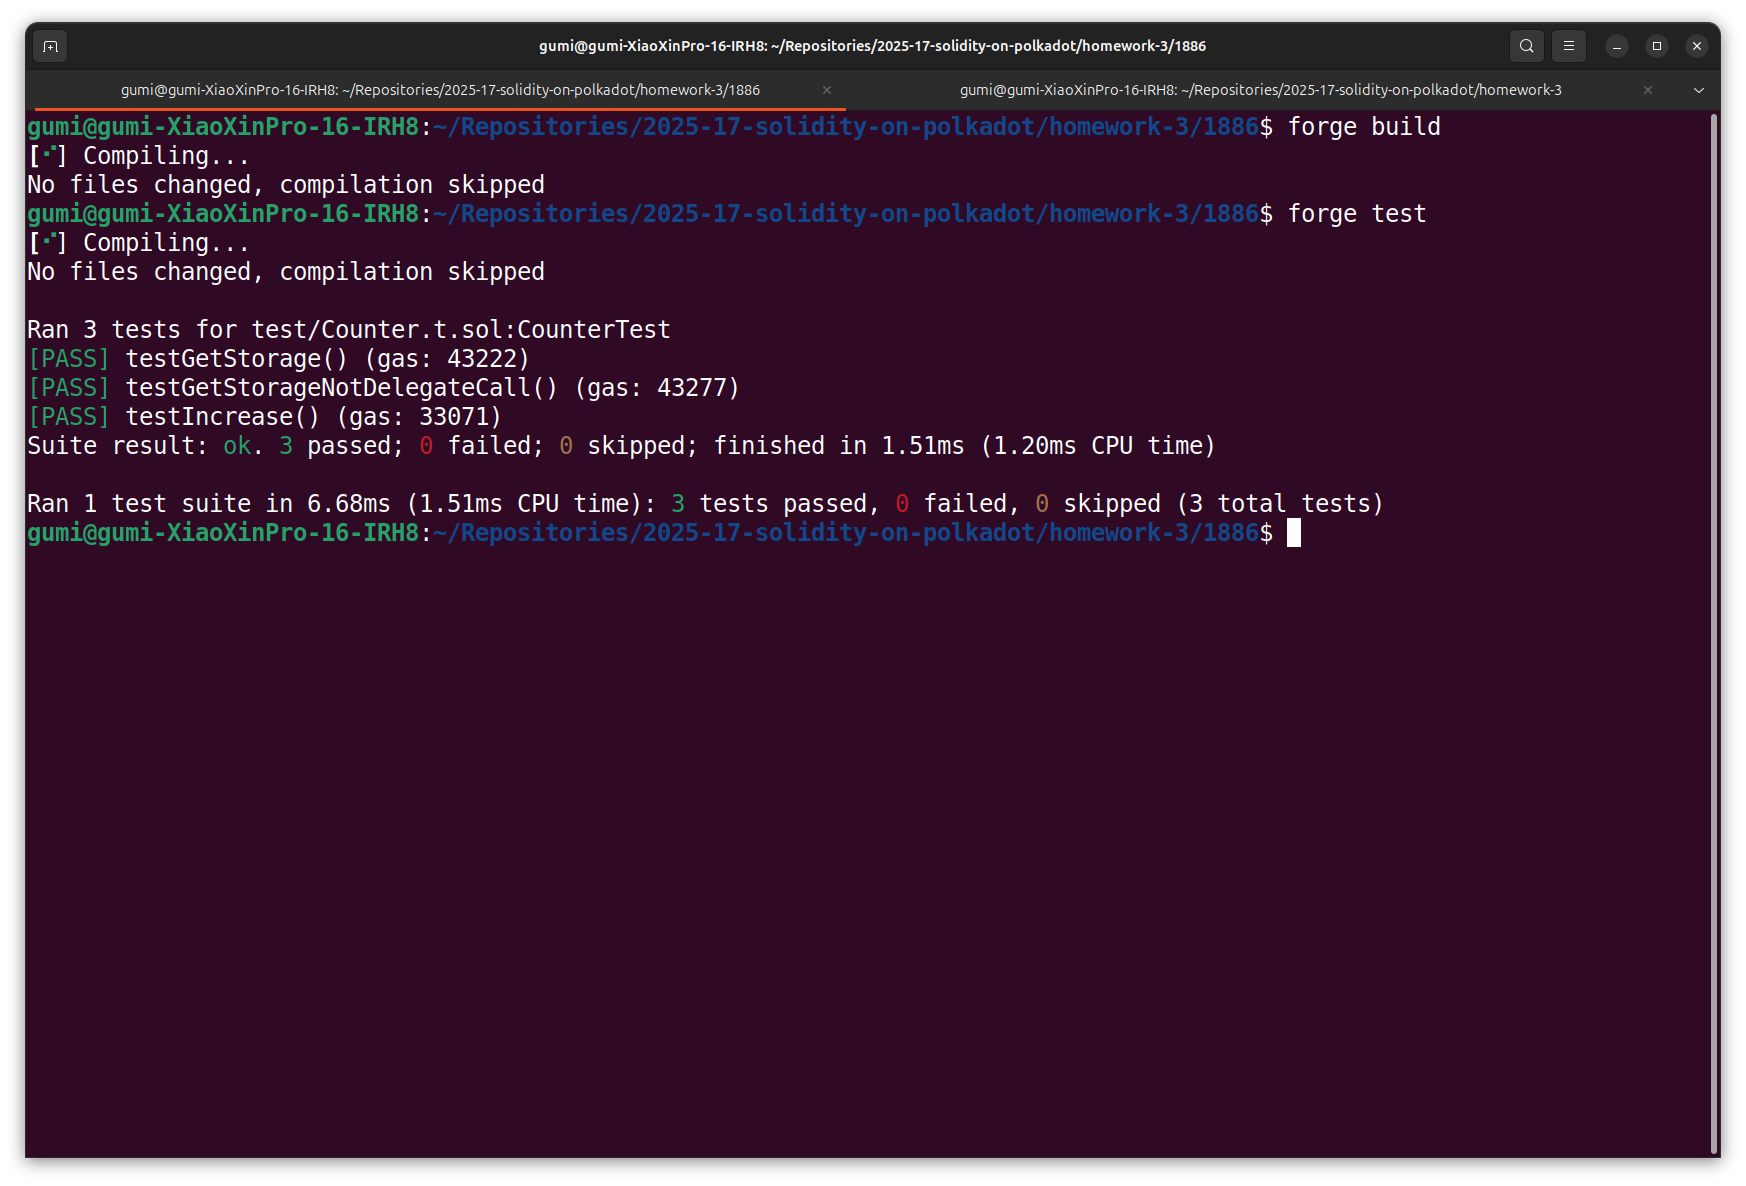 gumi@gumi-XiaoXinPro-16-IRH8: ~/Repositories/2025-17-solidity-on-polkadot/homework-3/1886
gumi@gumi-XiaoXinPro-16-IRH8: ~/Repositories/2025-17-solidity-on-polkadot/homework-3/1886
gumi@gumi-XiaoXinPro-16-IRH8: ~/Repositories/2025-17-solidity-on-polkadot/homework-3
gumi@gumi-XiaoXinPro-16-IRH8:~/Repositories/2025-17-solidity-on-polkadot/homework-3/1886$ forge build
[⠊] Compiling...
No files changed, compilation skipped
gumi@gumi-XiaoXinPro-16-IRH8:~/Repositories/2025-17-solidity-on-polkadot/homework-3/1886$ forge test
[⠊] Compiling...
No files changed, compilation skipped
Ran 3 tests for test/Counter.t.sol:CounterTest
[PASS] testGetStorage() (gas: 43222)
[PASS] testGetStorageNotDelegateCall() (gas: 43277)
[PASS] testIncrease() (gas: 33071)
Suite result: ok. 3 passed; 0 failed; 0 skipped; finished in 1.51ms (1.20ms CPU time)
Ran 1 test suite in 6.68ms (1.51ms CPU time): 3 tests passed, 0 failed, 0 skipped (3 total tests)
gumi@gumi-XiaoXinPro-16-IRH8:~/Repositories/2025-17-solidity-on-polkadot/homework-3/1886$